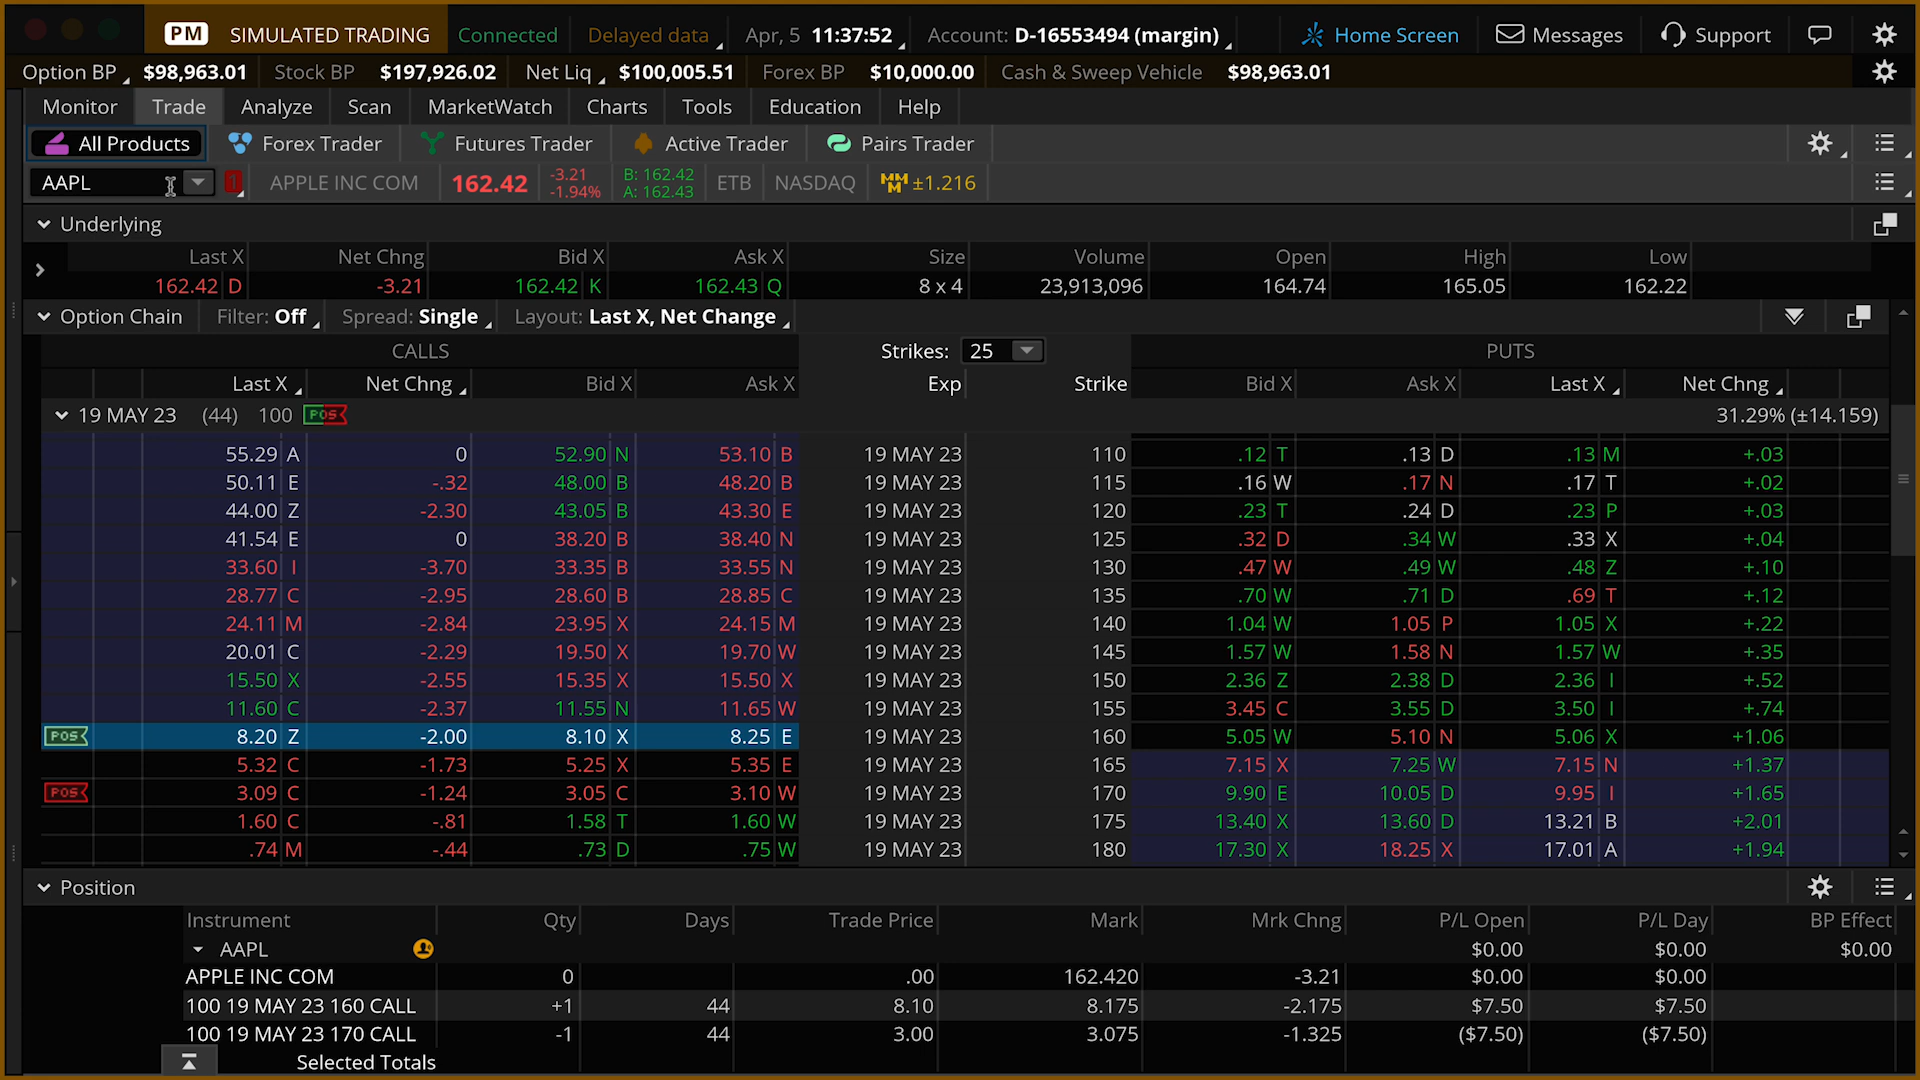 PM SIMULATED TRADING Connected Delayed data Apr, 5 11:37:52 Account: D-16553494 (margin) Home Screen Messages Support
Option BP $98,963.01 Stock BP $197,926.02 Net Liq $100,005.51 Forex BP $10,000.00 Cash & Sweep Vehicle $98,963.01
Monitor Trade Analyze Scan MarketWatch Charts Tools Education Help
All Products Forex Trader Futures Trader Active Trader Pairs Trader
AAPL 1 APPLE INC COM 162.42 -3.21 -1.94% B: 162.42 A: 162.43 ETB NASDAQ MMM ±1.216
Underlying
Last X Net Chng Bid X Ask X Size Volume Open High Low
162.42 D -3.21 162.42 K 162.43 Q 8 x 4 23,913,096 164.74 165.05 162.22
Option Chain Filter: Off Spread: Single Layout: Last X, Net Change
CALLS Strikes: 25 PUTS
Last X Net Chng Bid X Ask X Exp Strike Bid X Ask X Last X Net Chng
19 MAY 23 (44) 100 POS 31.29% (±14.159)
55.29 A 0 52.90 N 53.10 B 19 MAY 23 110 .12 T .13 D .13 M +.03
50.11 E -.32 48.00 B 48.20 B 19 MAY 23 115 .16 W .17 N .17 T +.02
44.00 Z -2.30 43.05 B 43.30 E 19 MAY 23 120 .23 T .24 D .23 P +.03
41.54 E 0 38.20 B 38.40 N 19 MAY 23 125 .32 D .34 W .33 X +.04
33.60 I -3.70 33.35 B 33.55 N 19 MAY 23 130 .47 W .49 W .48 Z +.10
28.77 C -2.95 28.60 B 28.85 C 19 MAY 23 135 .70 W .71 D .69 T +.12
24.11 M -2.84 23.95 X 24.15 M 19 MAY 23 140 1.04 W 1.05 P 1.05 X +.22
20.01 C -2.29 19.50 X 19.70 W 19 MAY 23 145 1.57 W 1.58 N 1.57 W +.35
15.50 X -2.55 15.35 X 15.50 X 19 MAY 23 150 2.36 Z 2.38 D 2.36 I +.52
11.60 C -2.37 11.55 N 11.65 W 19 MAY 23 155 3.45 C 3.55 D 3.50 I +.74
POS 8.20 Z -2.00 8.10 X 8.25 E 19 MAY 23 160 5.05 W 5.10 N 5.06 X +1.06
5.32 C -1.73 5.25 X 5.35 E 19 MAY 23 165 7.15 X 7.25 W 7.15 N +1.37
POS 3.09 C -1.24 3.05 C 3.10 W 19 MAY 23 170 9.90 E 10.05 D 9.95 I +1.65
1.60 C -.81 1.58 T 1.60 W 19 MAY 23 175 13.40 X 13.60 D 13.21 B +2.01
.74 M -.44 .73 D .75 W 19 MAY 23 180 17.30 X 18.25 X 17.01 A +1.94
Position
Instrument Qty Days Trade Price Mark Mrk Chng P/L Open P/L Day BP Effect
AAPL $0.00 $0.00 $0.00
APPLE INC COM 0 .00 162.420 -3.21 $0.00 $0.00
100 19 MAY 23 160 CALL +1 44 8.10 8.175 -2.175 $7.50 $7.50
100 19 MAY 23 170 CALL -1 44 3.00 3.075 -1.325 ($7.50) ($7.50)
Selected Totals